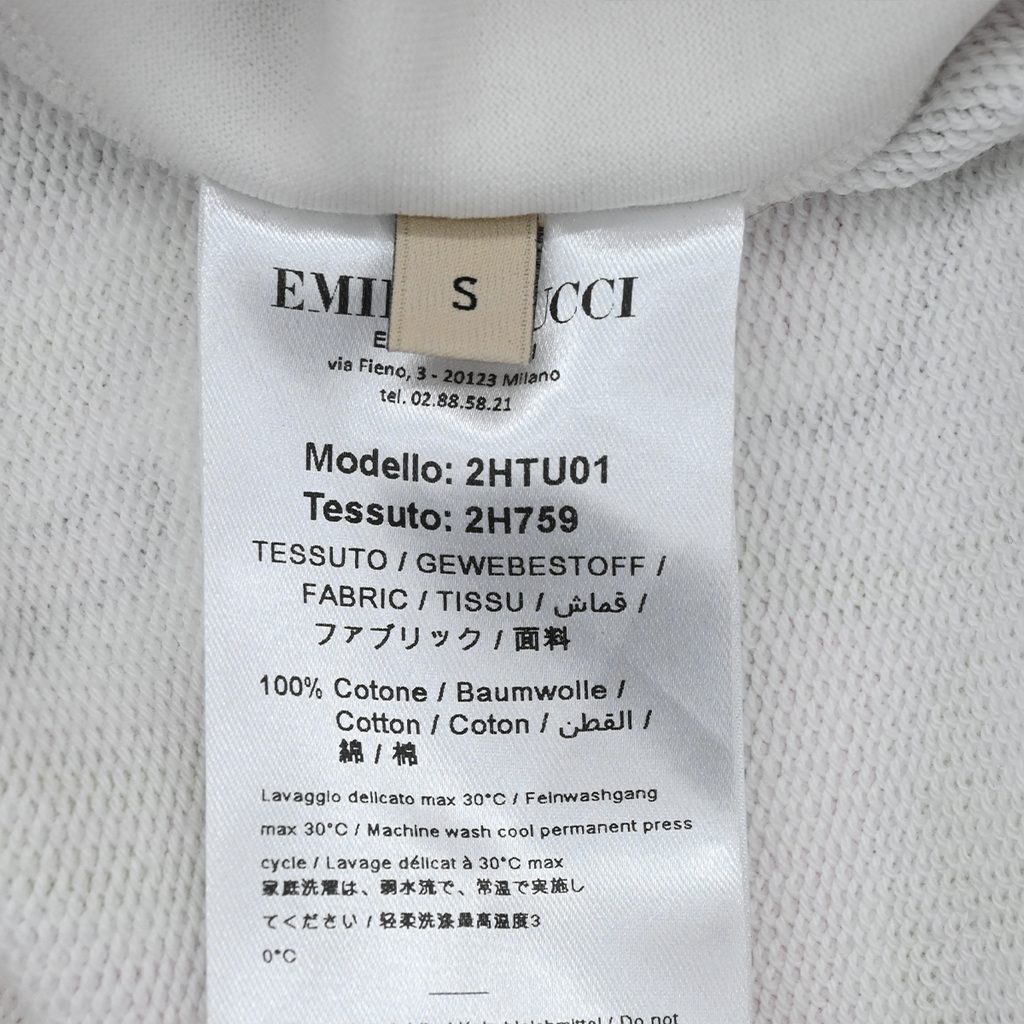 S
via Fieno, 3 - 20123 Milano
tel. 02.88.58.21
Modello: 2HTU01
Tessuto: 2H759
TESSUTO / GEWEBESTOFF /
FABRIC / TISSU / قماش /
ファブリック / 面料
100% Cotone / Baumwolle /
Cotton / Coton / القطن /
綿 / 棉
Lavaggio delicato max 30°C / Feinwashgang
max 30°C / Machine wash cool permanent press
cycle / Lavage délicat à 30°C max
家庭洗濯は、弱水流で、常温で実施し
てください / 轻柔洗涤最高温度3
0°C
/ Do not